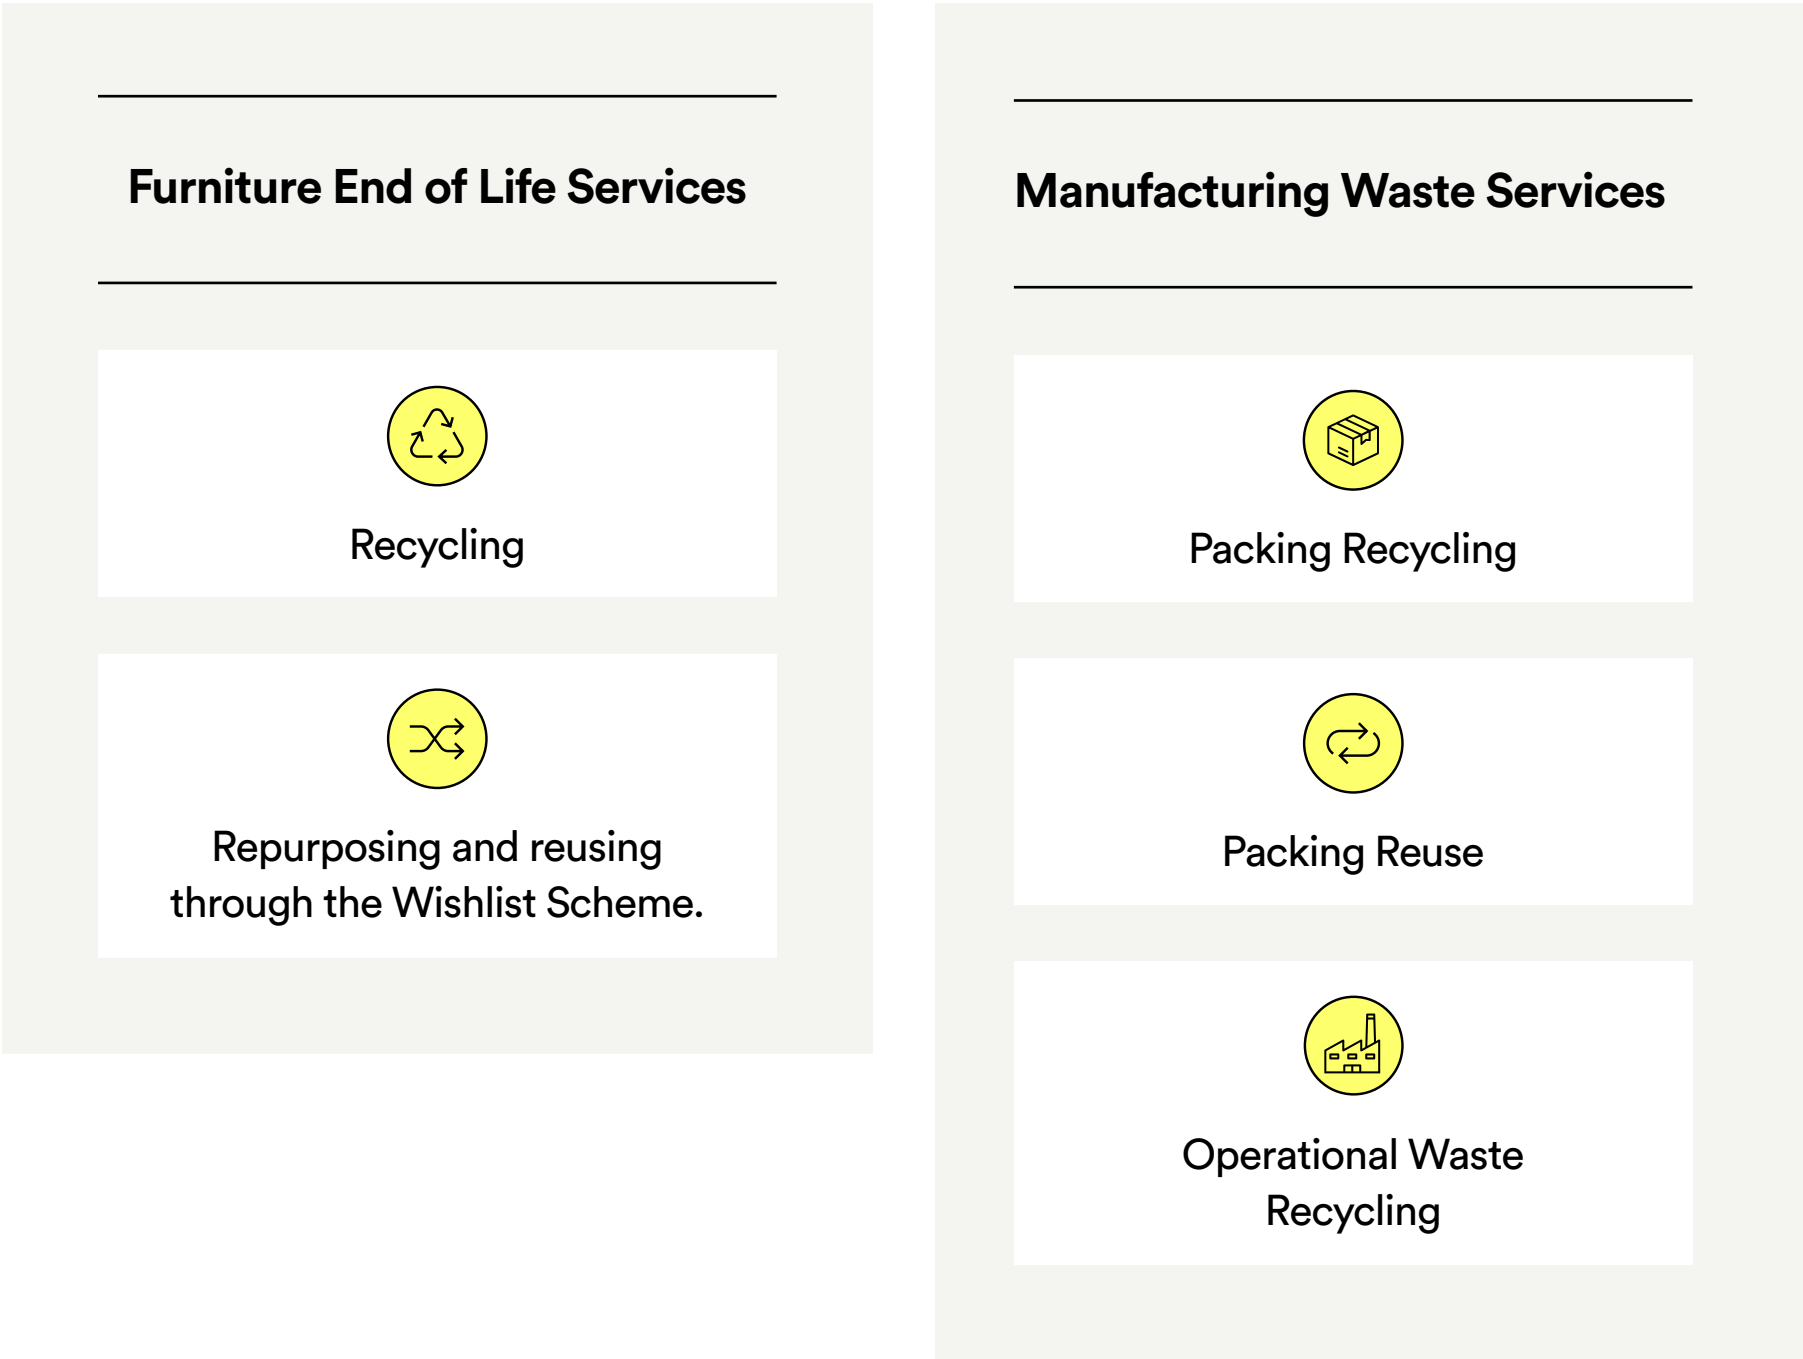 Furniture End of Life Services
Recycling
Repurposing and reusing
through the Wishlist Scheme.
Manufacturing Waste Services
Packing Recycling
Packing Reuse
Operational Waste
Recycling